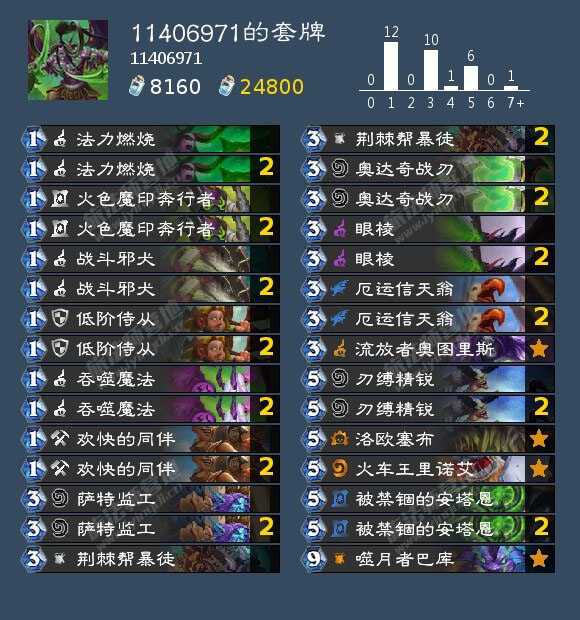 11406971的套牌
11406971
8160 24800
12 10 6
0 0 1 0 1
0 1 2 3 4 5 6 7+
1 法力燃烧
1 法力燃烧 2
1 火色魔印奔行者
1 火色魔印奔行者 2
1 战斗邪犬
1 战斗邪犬 2
1 低阶侍从
1 低阶侍从 2
1 吞噬魔法
1 吞噬魔法 2
1 欢快的同伴
1 欢快的同伴 2
3 萨特监工
3 萨特监工 2
3 荆棘帮暴徒
3 荆棘帮暴徒 2
3 奥达奇战刃
3 奥达奇战刃 2
3 眼棱
3 眼棱 2
3 厄运信天翁
3 厄运信天翁 2
3 流放者奥图里斯
5 刃缚精锐
5 刃缚精锐 2
5 洛欧塞布
5 火车王里诺艾
5 被禁锢的安塔恩
5 被禁锢的安塔恩 2
9 噬月者巴库